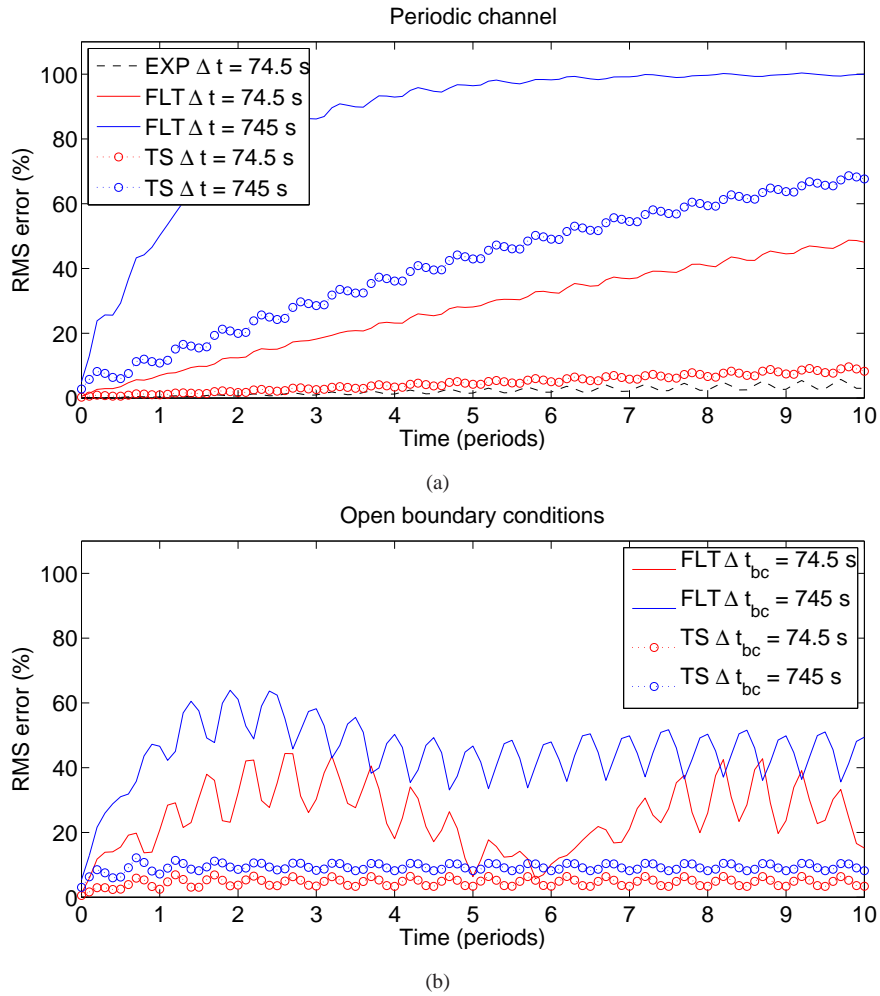 Periodic channel
EXP Δ t = 74.5 s
FLT Δ t = 74.5 s
FLT Δ t = 745 s
TS Δ t = 74.5 s
TS Δ t = 745 s
RMS error (%)
100
80
60
40
20
0
0 1 2 3 4 5 6 7 8 9 10
Time (periods)
(a)
Open boundary conditions
FLT Δ t_bc = 74.5 s
FLT Δ t_bc = 745 s
TS Δ t_bc = 74.5 s
TS Δ t_bc = 745 s
RMS error (%)
100
80
60
40
20
0
0 1 2 3 4 5 6 7 8 9 10
Time (periods)
(b)